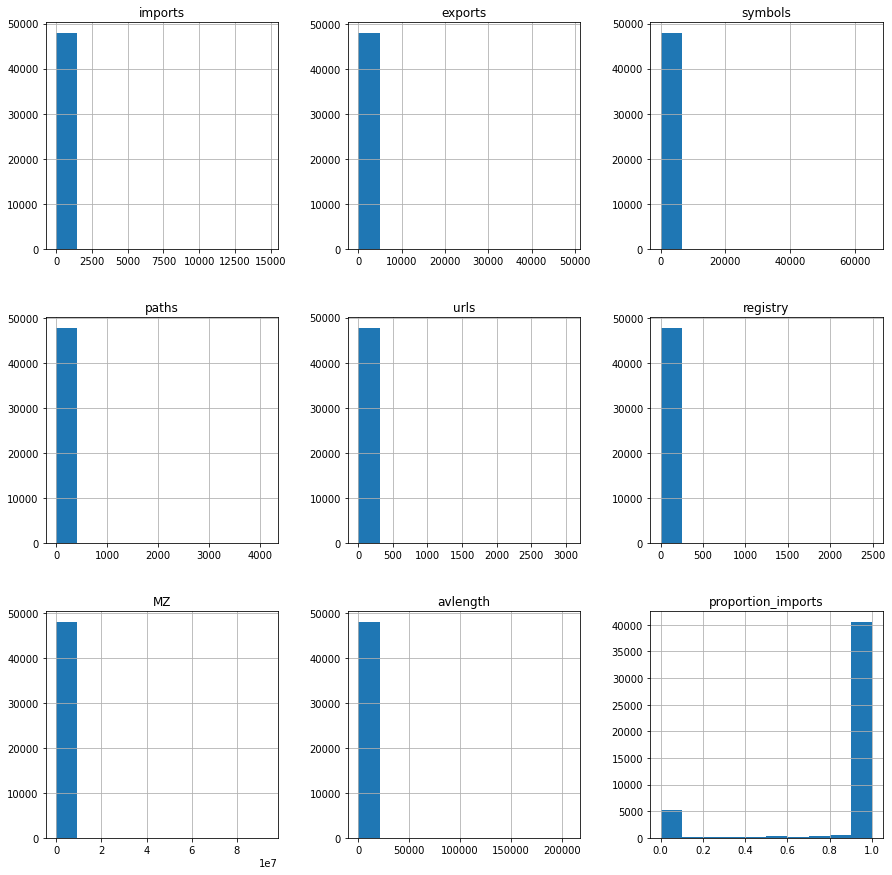 imports exports symbols
50000 50000 50000
40000 40000 40000
30000 30000 30000
20000 20000 20000
10000 10000 10000
0 0 0
0 2500 5000 7500 10000 12500 15000 0 10000 20000 30000 40000 50000 0 20000 40000 60000
paths urls registry
50000 50000 50000
40000 40000 40000
30000 30000 30000
20000 20000 20000
10000 10000 10000
0 0 0
0 1000 2000 3000 4000 0 500 1000 1500 2000 2500 3000 0 500 1000 1500 2000 2500
MZ avlength proportion_imports
50000 50000 40000
40000 40000 35000
30000 30000 30000
20000 20000 25000
10000 10000 20000
0 0 15000
10000
5000
0
0 2 4 6 8 0 50000 100000 150000 200000 0.0 0.2 0.4 0.6 0.8 1.0
1e7